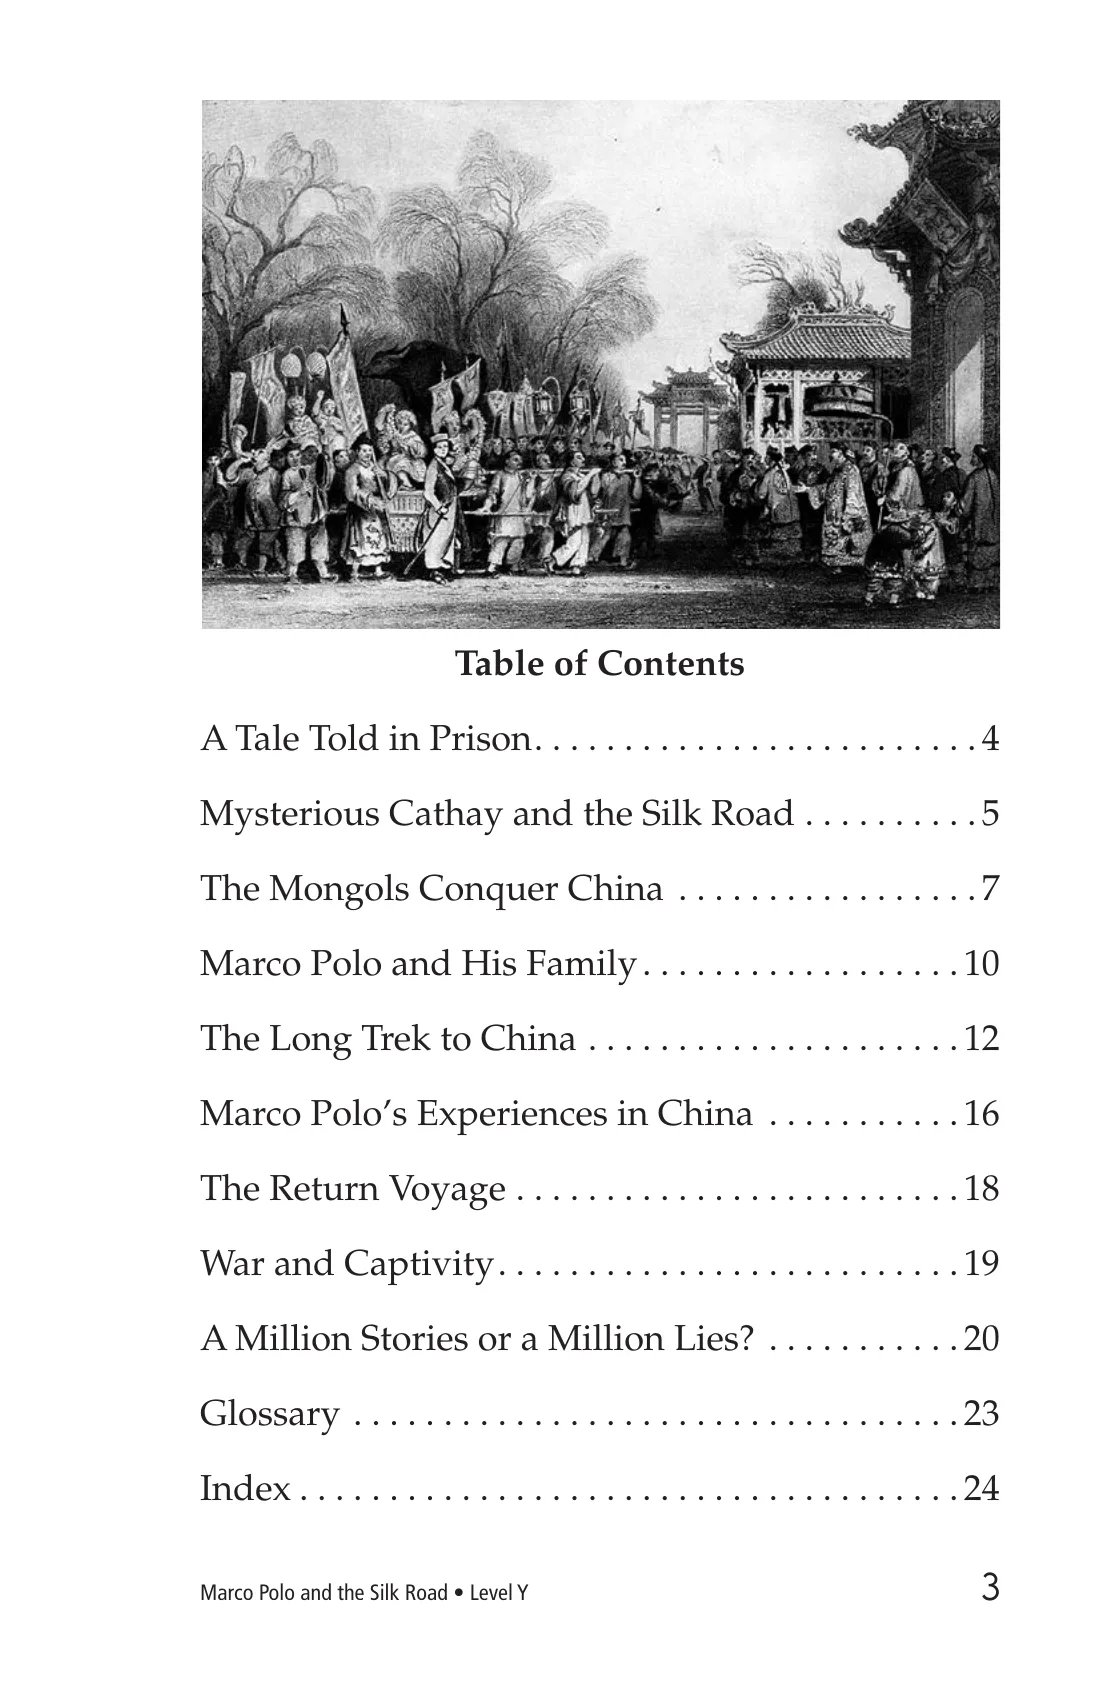 Table of Contents
A Tale Told in Prison. . . . . . . . . . . . . . . . . . . . . . . . . 4
Mysterious Cathay and the Silk Road . . . . . . . . . . 5
The Mongols Conquer China . . . . . . . . . . . . . . . . . 7
Marco Polo and His Family . . . . . . . . . . . . . . . . . . 10
The Long Trek to China . . . . . . . . . . . . . . . . . . . . . 12
Marco Polo’s Experiences in China . . . . . . . . . . . 16
The Return Voyage . . . . . . . . . . . . . . . . . . . . . . . . . 18
War and Captivity. . . . . . . . . . . . . . . . . . . . . . . . . . 19
A Million Stories or a Million Lies? . . . . . . . . . . . 20
Glossary . . . . . . . . . . . . . . . . . . . . . . . . . . . . . . . . . . 23
Index . . . . . . . . . . . . . . . . . . . . . . . . . . . . . . . . . . . . . 24
Marco Polo and the Silk Road • Level Y 3